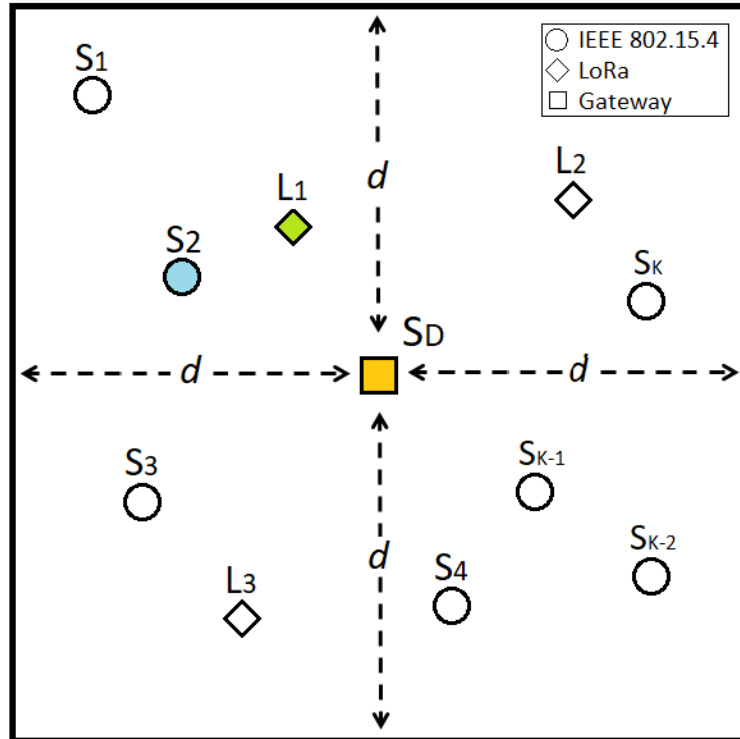 IEEE 802.15.4
LoRa
Gateway
S1
L1
L2
d
S2
SK
SD
d
d
S3
SK-1
SK-2
d
L3
S4